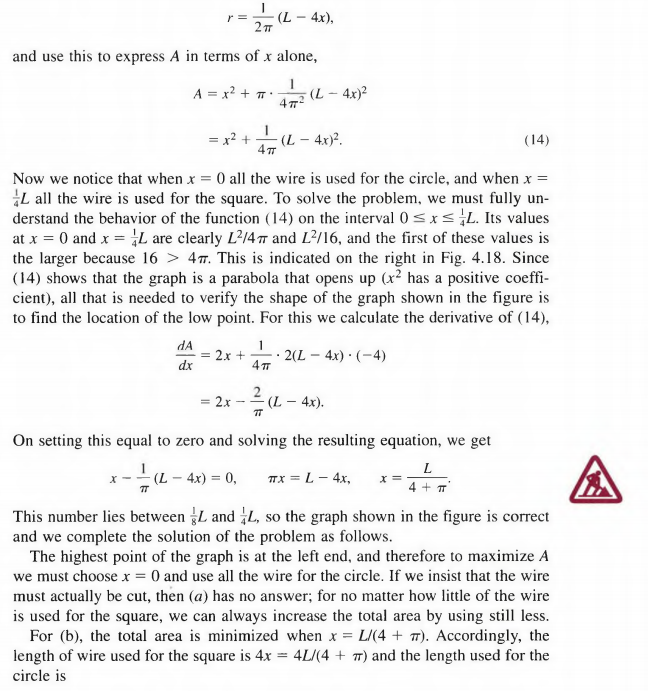 r = 1/2π (L − 4x),
and use this to express A in terms of x alone,
A = x² + π · 1/4π² (L − 4x)²
= x² + 1/4π (L − 4x)². (14)
Now we notice that when x = 0 all the wire is used for the circle, and when x =
¼L all the wire is used for the square. To solve the problem, we must fully un-
derstand the behavior of the function (14) on the interval 0 ≤ x ≤ ¼L. Its values
at x = 0 and x = ¼L are clearly L²/4π and L²/16, and the first of these values is
the larger because 16 > 4π. This is indicated on the right in Fig. 4.18. Since
(14) shows that the graph is a parabola that opens up (x² has a positive coeffi-
cient), all that is needed to verify the shape of the graph shown in the figure is
to find the location of the low point. For this we calculate the derivative of (14),
dA/dx = 2x + 1/4π · 2(L − 4x) · (−4)
= 2x − 2/π (L − 4x).
On setting this equal to zero and solving the resulting equation, we get
x − 1/π (L − 4x) = 0, πx = L − 4x, x = L/4 + π.
This number lies between ⅛L and ¼L, so the graph shown in the figure is correct
and we complete the solution of the problem as follows.
The highest point of the graph is at the left end, and therefore to maximize A
we must choose x = 0 and use all the wire for the circle. If we insist that the wire
must actually be cut, then (a) has no answer; for no matter how little of the wire
is used for the square, we can always increase the total area by using still less.
For (b), the total area is minimized when x = L/(4 + π). Accordingly, the
length of wire used for the square is 4x = 4L/(4 + π) and the length used for the
circle is